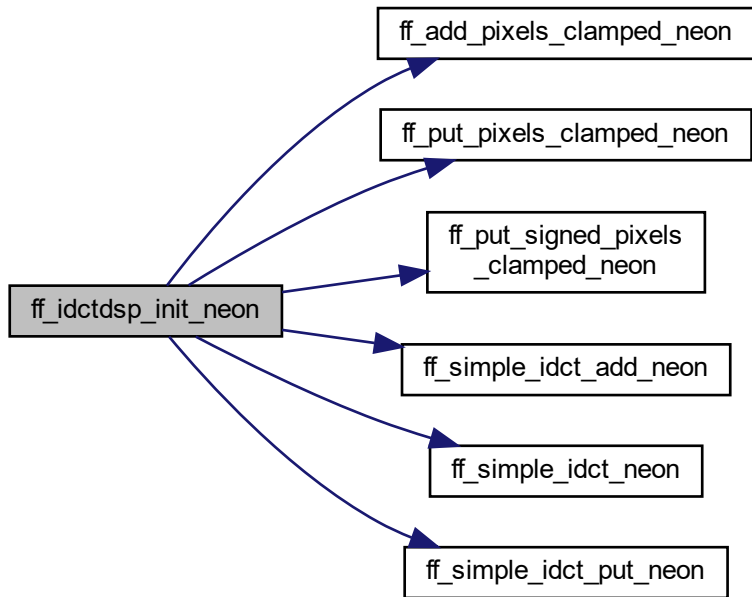 ff_add_pixels_clamped_neon
ff_put_pixels_clamped_neon
ff_put_signed_pixels
_clamped_neon
ff_idctdsp_init_neon
ff_simple_idct_add_neon
ff_simple_idct_neon
ff_simple_idct_put_neon